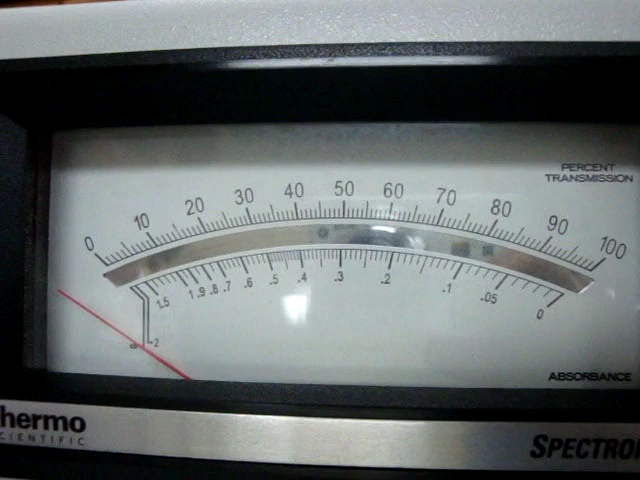 PERCENT
TRANSMISSION
0 10 20 30 40 50 60 70 80 90 100
∞ 2 1.5 1 .9 .8 .7 .6 .5 .4 .3 .2 .1 .05 0
ABSORBANCE
hermo
CIENTIFIC
SPECTRO